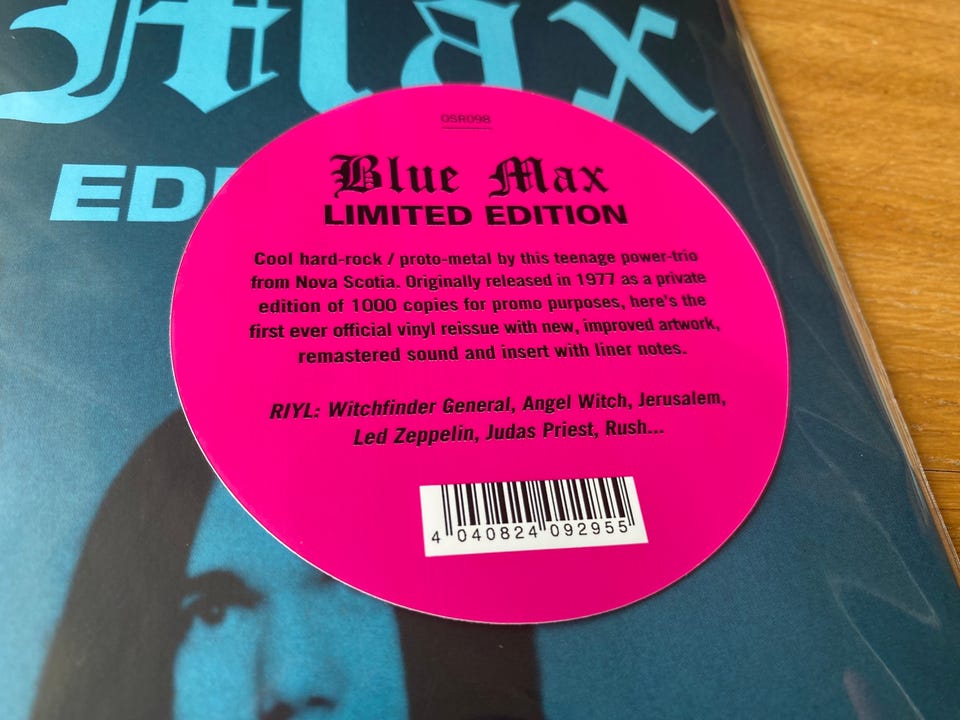 Max
EDI
OSR098
Blue Max
LIMITED EDITION
Cool hard-rock / proto-metal by this teenage power-trio
from Nova Scotia. Originally released in 1977 as a private
edition of 1000 copies for promo purposes, here's the
first ever official vinyl reissue with new, improved artwork,
remastered sound and insert with liner notes.
RIYL: Witchfinder General, Angel Witch, Jerusalem,
Led Zeppelin, Judas Priest, Rush...
4 040824 092955